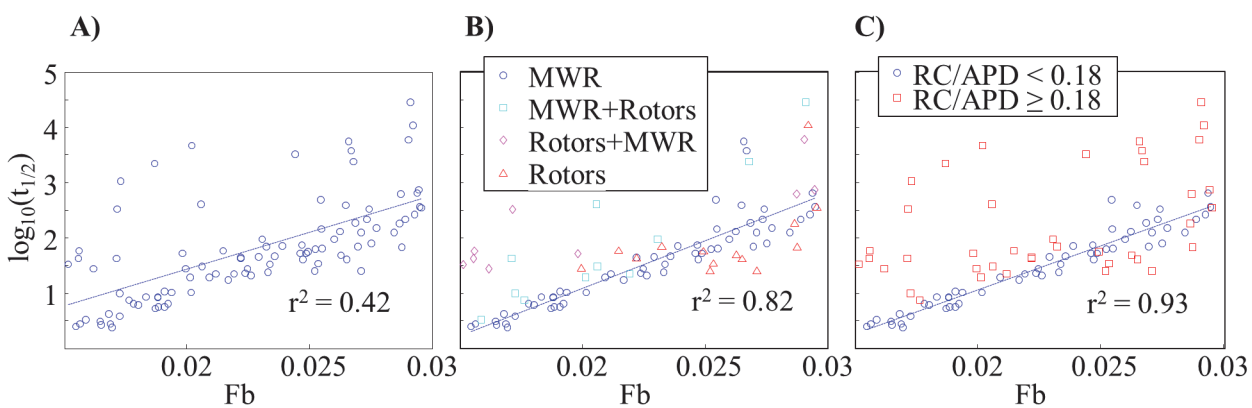 A)
B)
C)
log₁₀(t₁/₂)
5
4
3
2
1
0.02
0.025
0.03
Fb
r² = 0.42
MWR
MWR+Rotors
Rotors+MWR
Rotors
0.02
0.025
0.03
Fb
r² = 0.82
RC/APD < 0.18
RC/APD ≥ 0.18
0.02
0.025
0.03
Fb
r² = 0.93